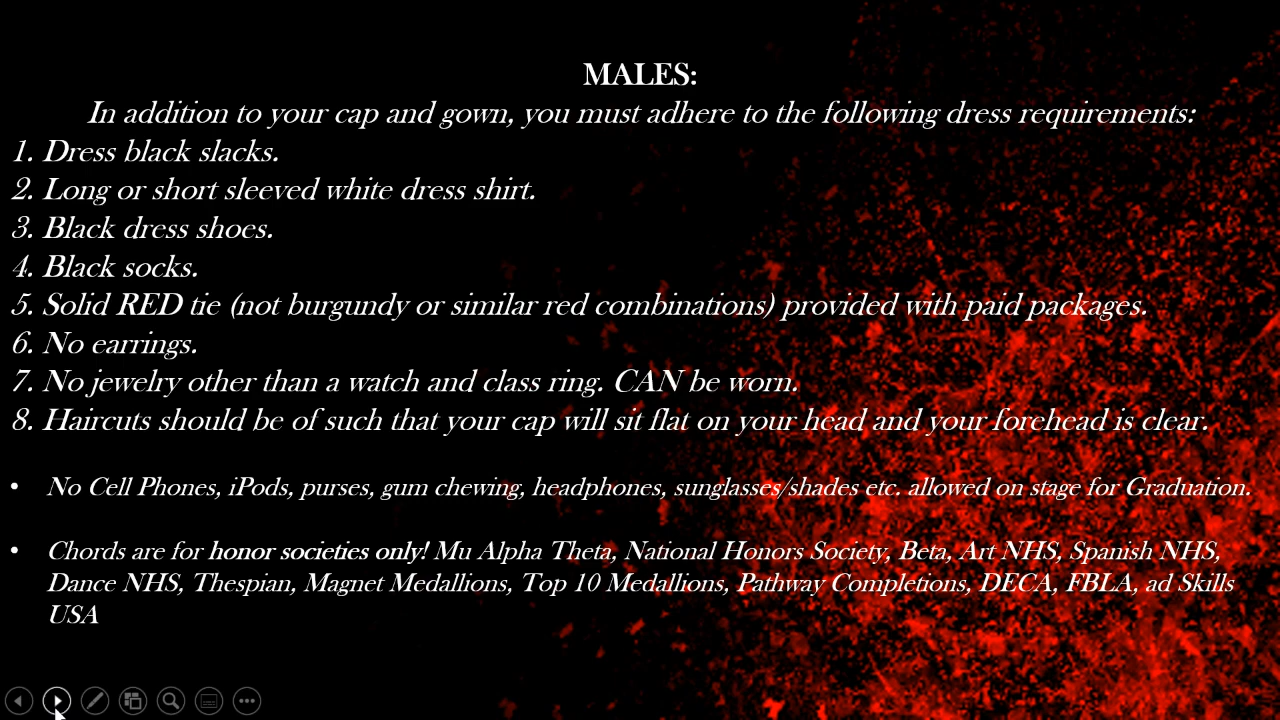 MALES:
In addition to your cap and gown, you must adhere to the following dress requirements:
1. Dress black slacks.
2. Long or short sleeved white dress shirt.
3. Black dress shoes.
4. Black socks.
5. Solid RED tie (not burgundy or similar red combinations) provided with paid packages.
6. No earrings.
7. No jewelry other than a watch and class ring. CAN be worn.
8. Haircuts should be of such that your cap will sit flat on your head and your forehead is clear.
• No Cell Phones, iPods, purses, gum chewing, headphones, sunglasses/shades etc. allowed on stage for Graduation.
• Chords are for honor societies only! Mu Alpha Theta, National Honors Society, Beta, Art NHS, Spanish NHS,
Dance NHS, Thespian, Magnet Medallions, Top 10 Medallions, Pathway Completions, DECA, FBLA, ad Skills
USA